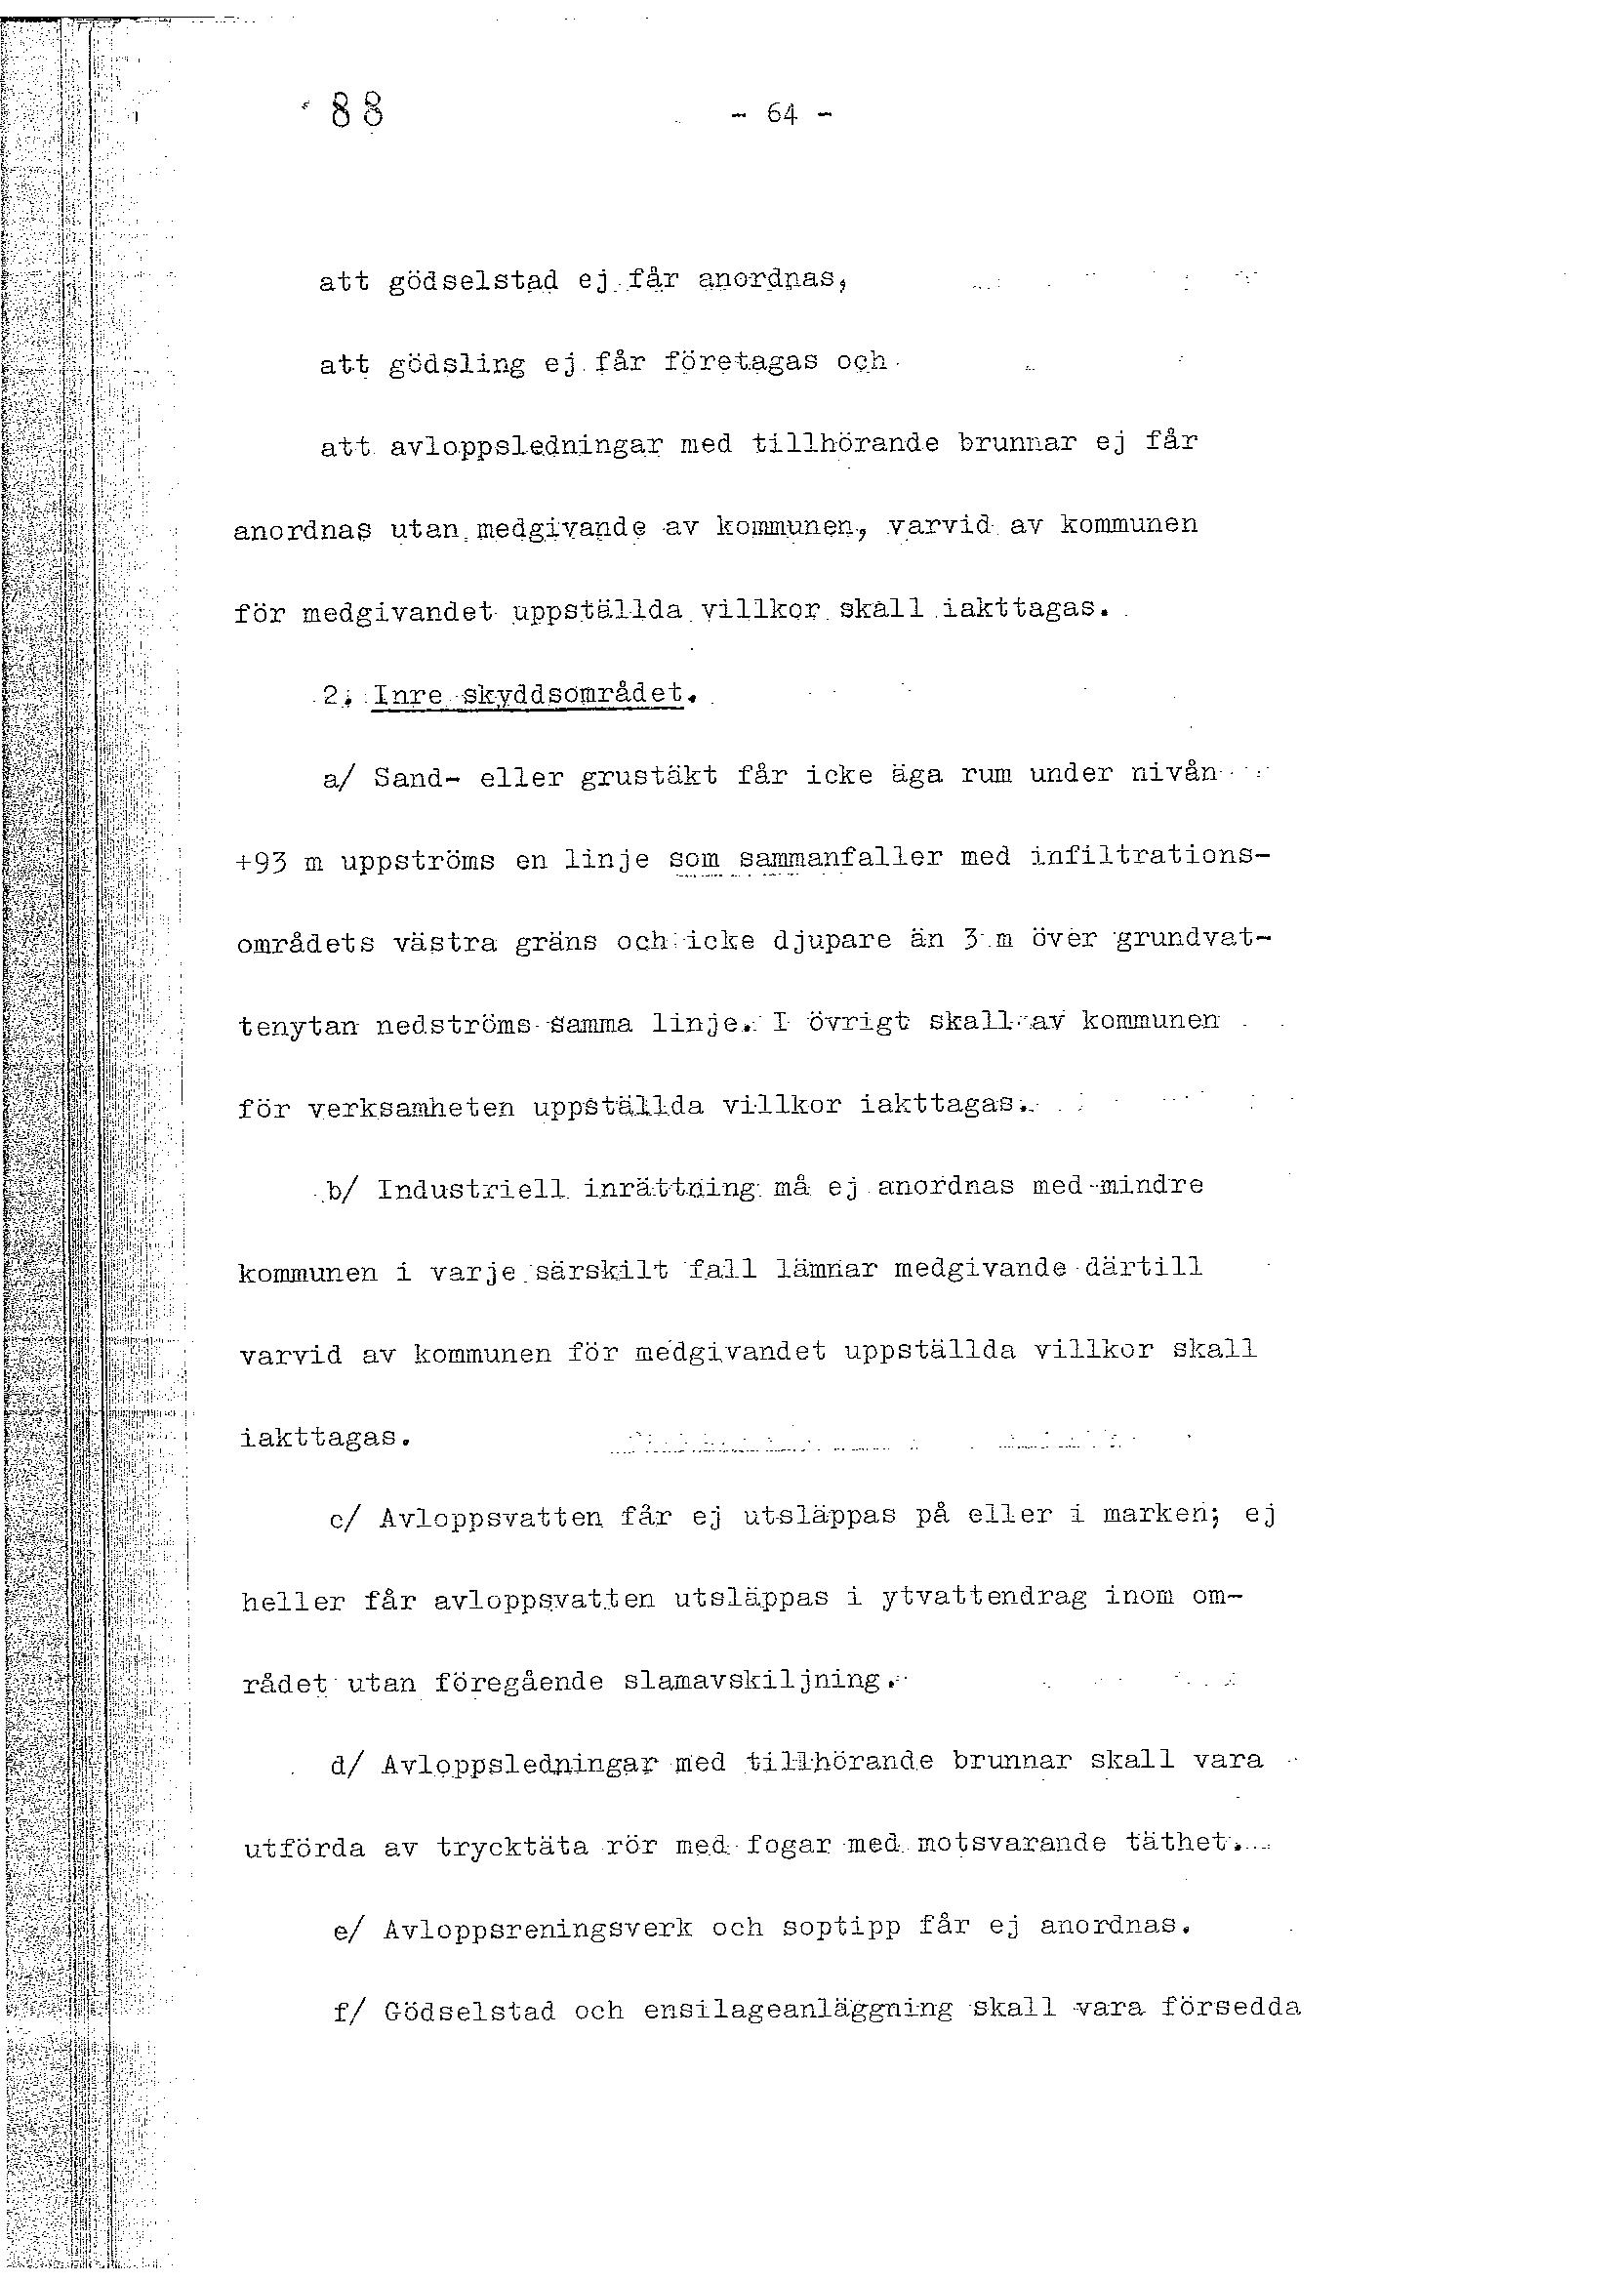 88 - 64 -
att gödselstad ej får anordnas,
att gödsling ej får företagas och
att avloppsledningar med tillhörande brunnar ej får
anordnas utan medgivande av kommunen, varvid av kommunen
för medgivandet uppställda villkor skall iakttagas.
2. Inre skyddsområdet.
a/ Sand- eller grustäkt får icke äga rum under nivån
+93 m uppströms en linje som sammanfaller med infiltrations-
områdets västra gräns och icke djupare än 3 m över grundvat-
tenytan nedströms samma linje. I övrigt skall av kommunen
för verksamheten uppställda villkor iakttagas.
b/ Industriell inrättning må ej anordnas med mindre
kommunen i varje särskilt fall lämnar medgivande därtill
varvid av kommunen för medgivandet uppställda villkor skall
iakttagas.
c/ Avloppsvatten får ej utsläppas på eller i marken; ej
heller får avloppsvatten utsläppas i ytvattendrag inom om-
rådet utan föregående slamavskiljning.
d/ Avloppsledningar med tillhörande brunnar skall vara
utförda av trycktäta rör med fogar med motsvarande täthet.
e/ Avloppsreningsverk och soptipp får ej anordnas.
f/ Gödselstad och ensilageanläggning skall vara försedda